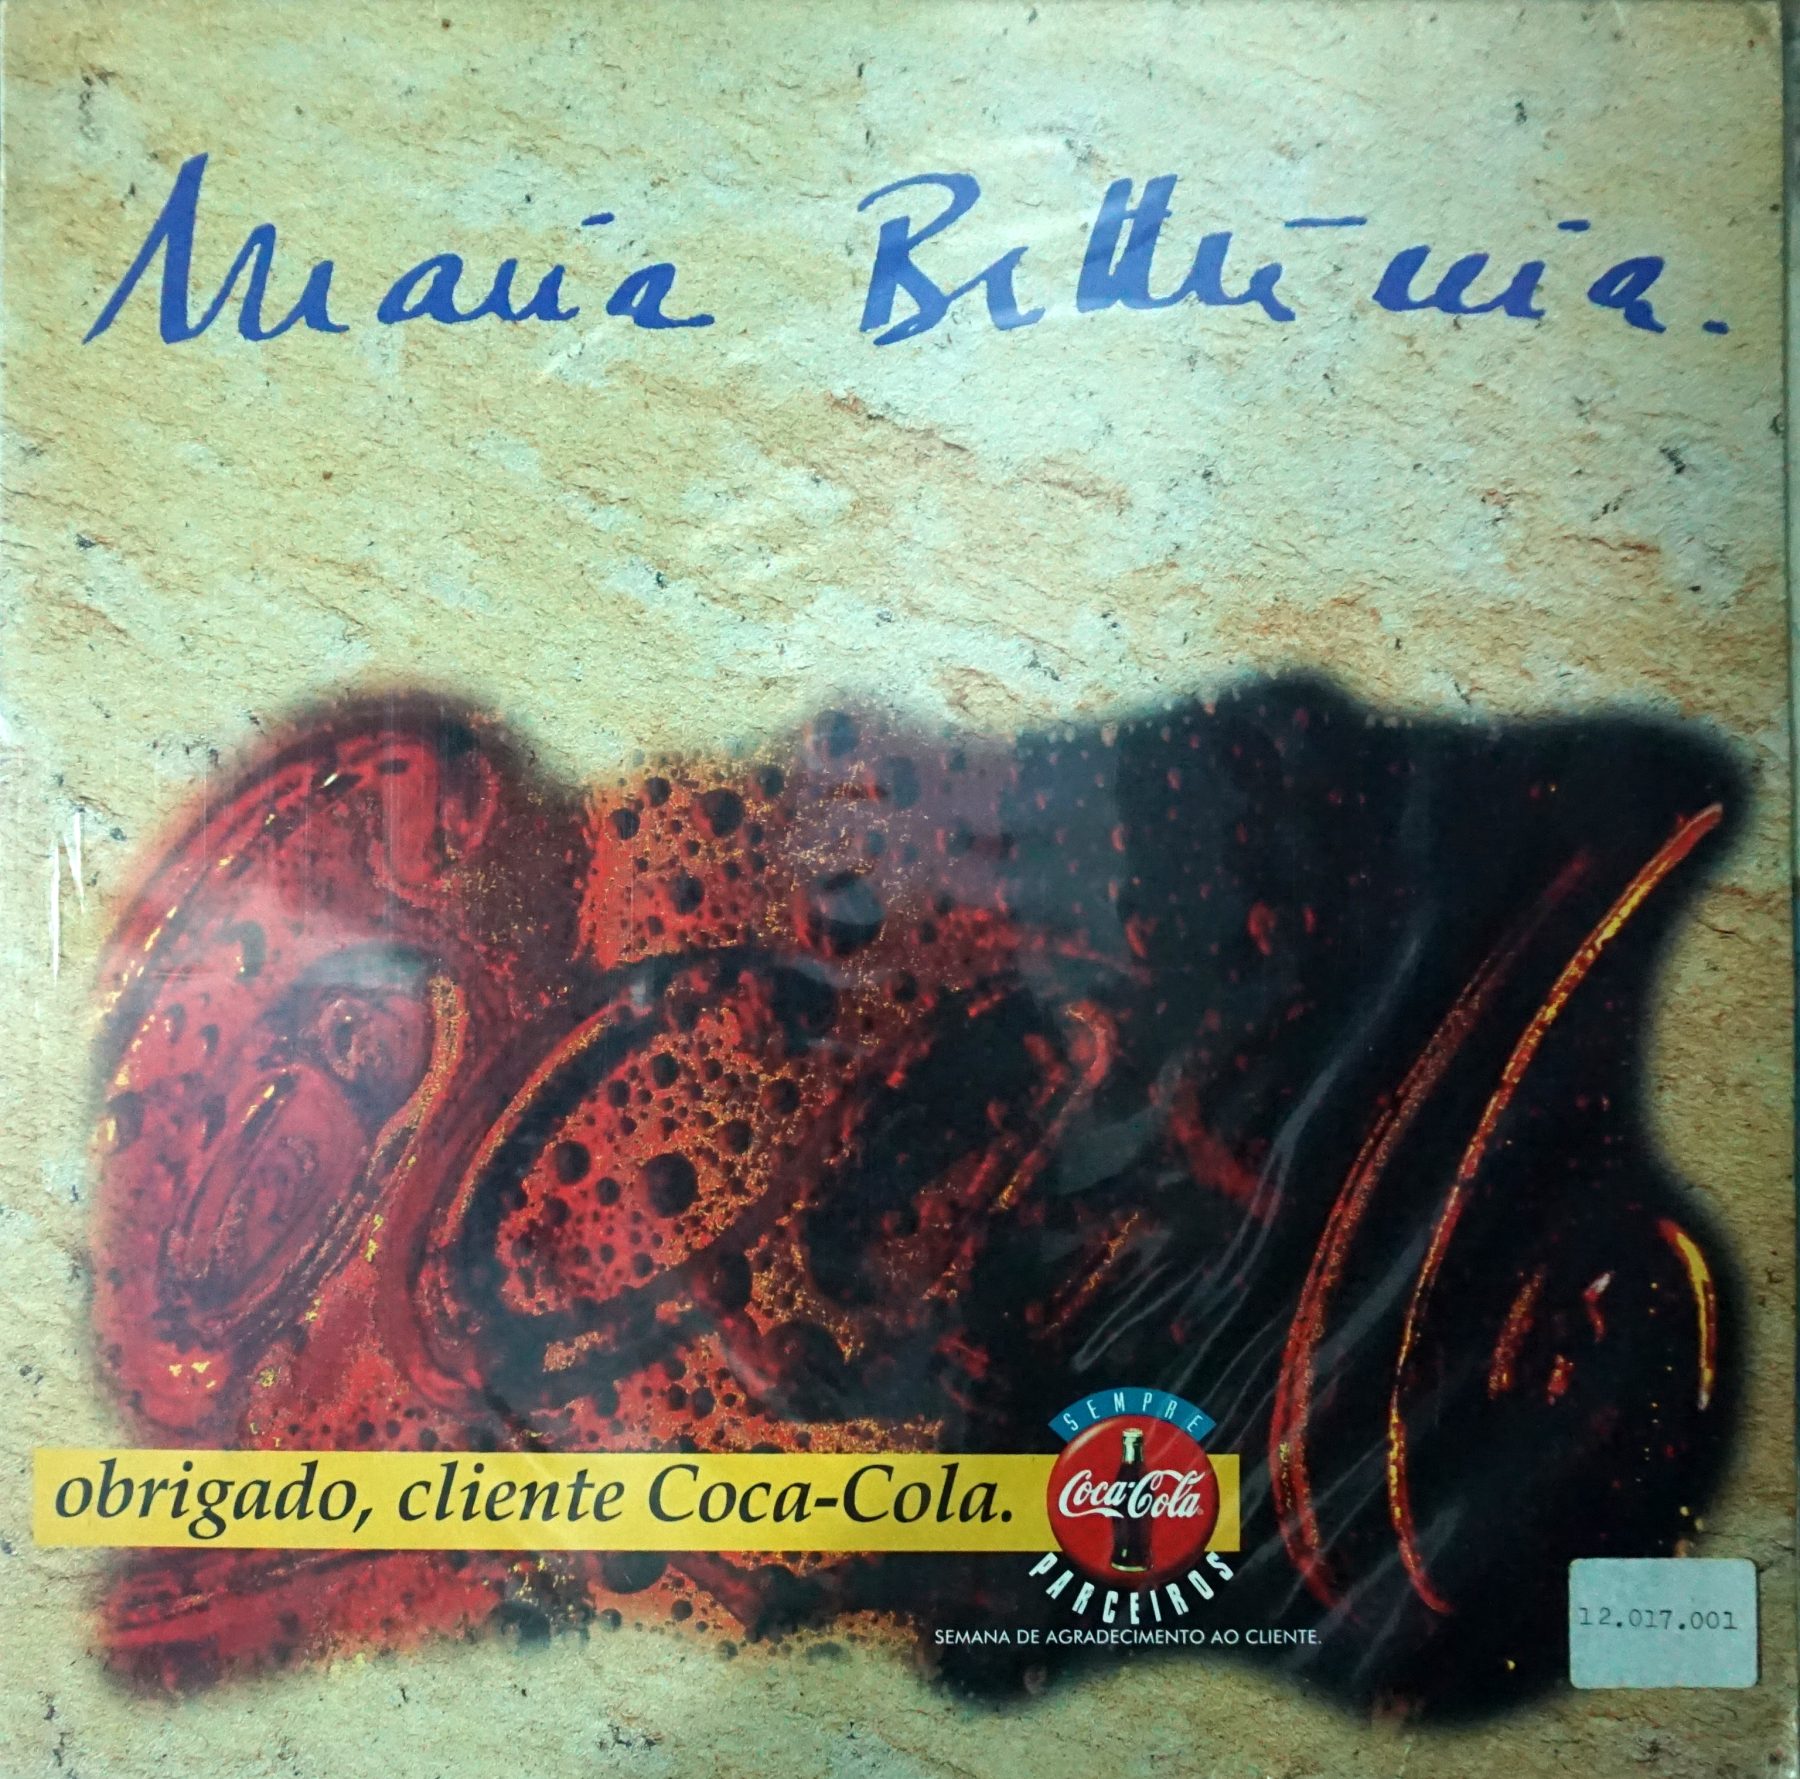 Maria Bethânia.
SEMPRE
Coca-Cola
obrigado, cliente Coca-Cola.
PARCEIROS
SEMANA DE AGRADECIMENTO AO CLIENTE.
12.017.001